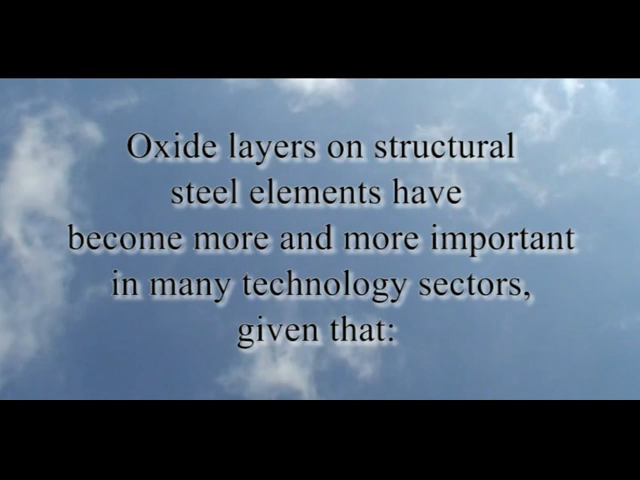 Oxide layers on structural
steel elements have
become more and more important
in many technology sectors,
given that: